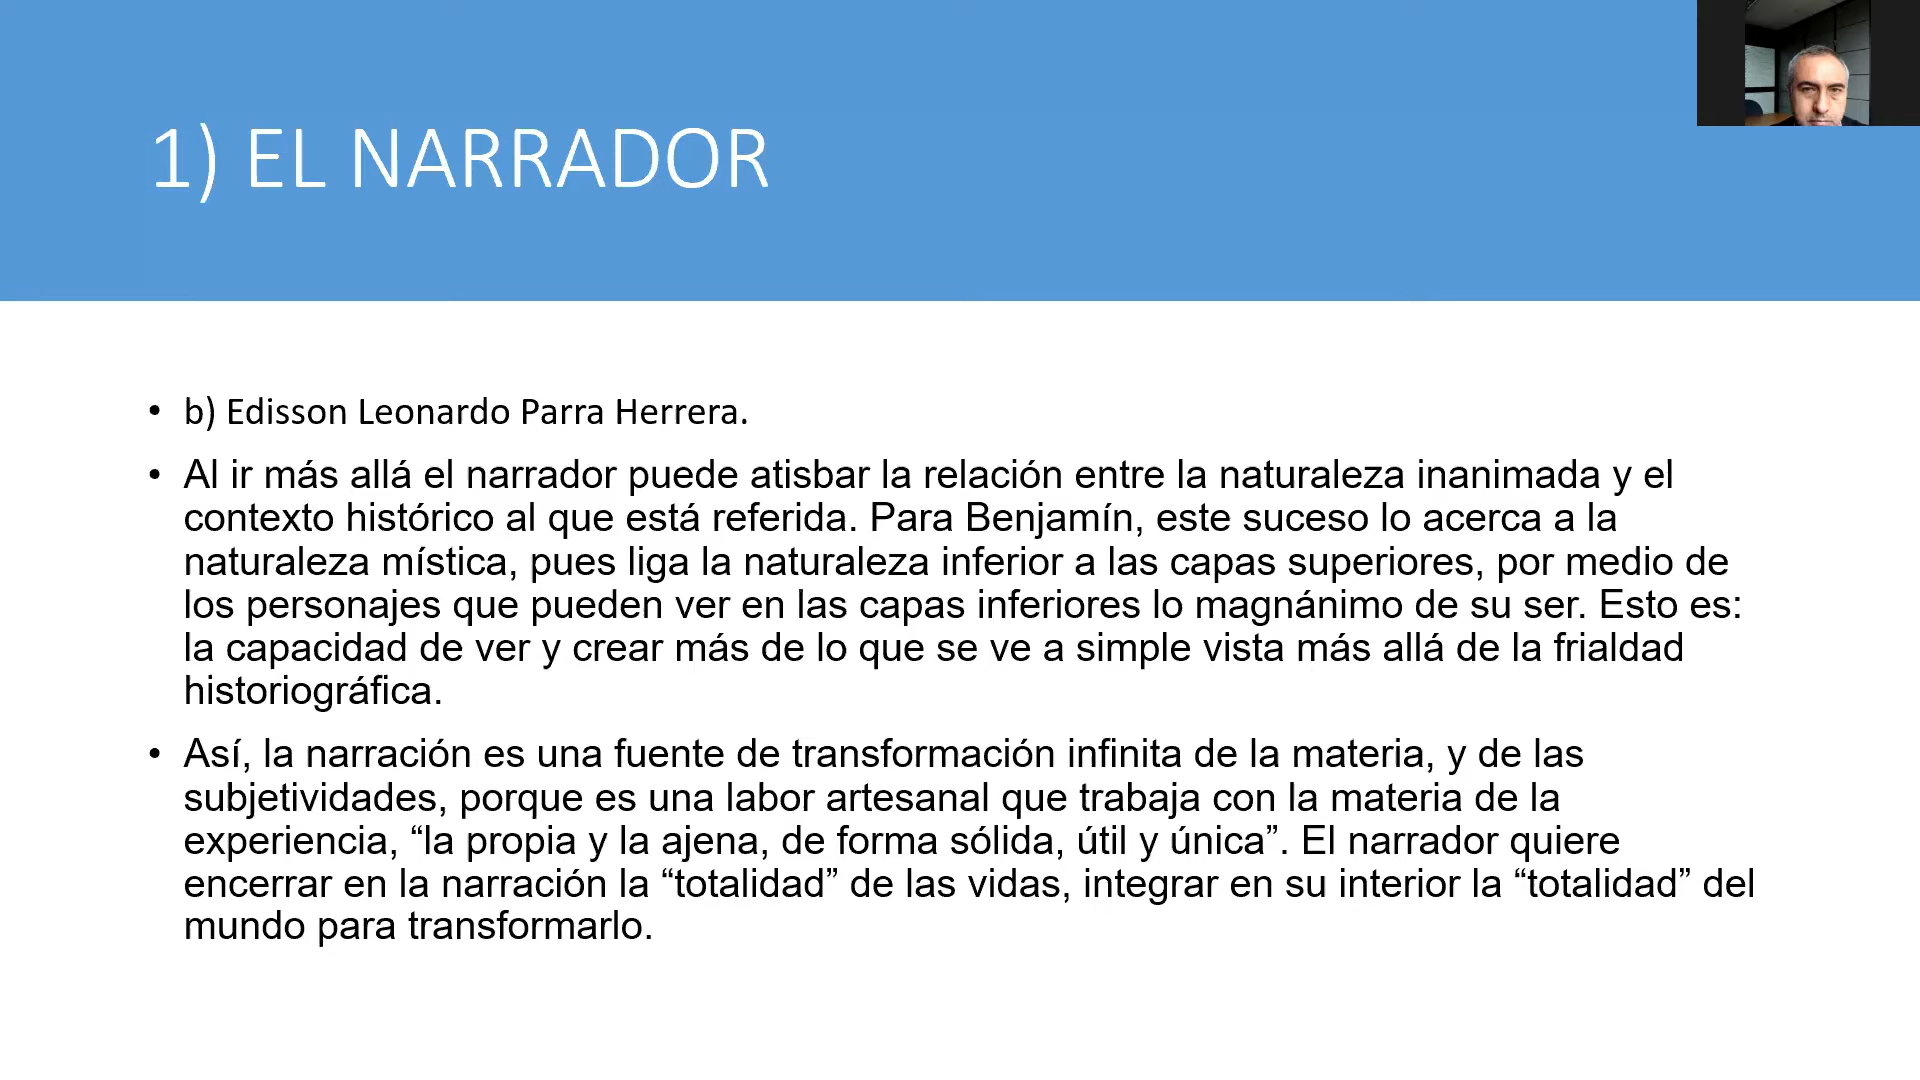 1) EL NARRADOR
• b) Edisson Leonardo Parra Herrera.
• Al ir más allá el narrador puede atisbar la relación entre la naturaleza inanimada y el
contexto histórico al que está referida. Para Benjamín, este suceso lo acerca a la
naturaleza mística, pues liga la naturaleza inferior a las capas superiores, por medio de
los personajes que pueden ver en las capas inferiores lo magnánimo de su ser. Esto es:
la capacidad de ver y crear más de lo que se ve a simple vista más allá de la frialdad
historiográfica.
• Así, la narración es una fuente de transformación infinita de la materia, y de las
subjetividades, porque es una labor artesanal que trabaja con la materia de la
experiencia, “la propia y la ajena, de forma sólida, útil y única”. El narrador quiere
encerrar en la narración la “totalidad” de las vidas, integrar en su interior la “totalidad” del
mundo para transformarlo.